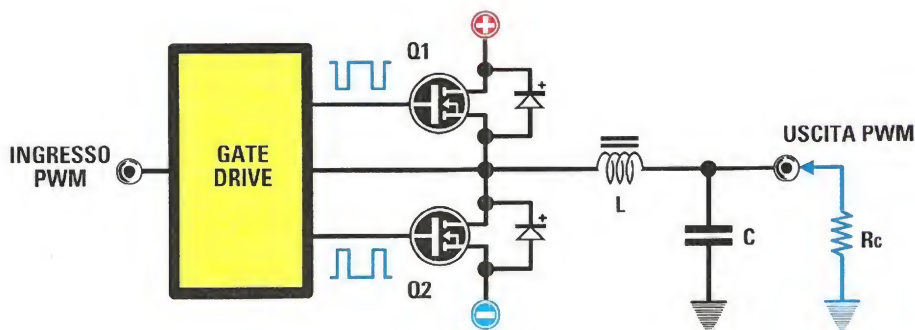 Q1
INGRESSO
PWM
GATE
DRIVE
USCITA PWM
L
C
Rc
Q2